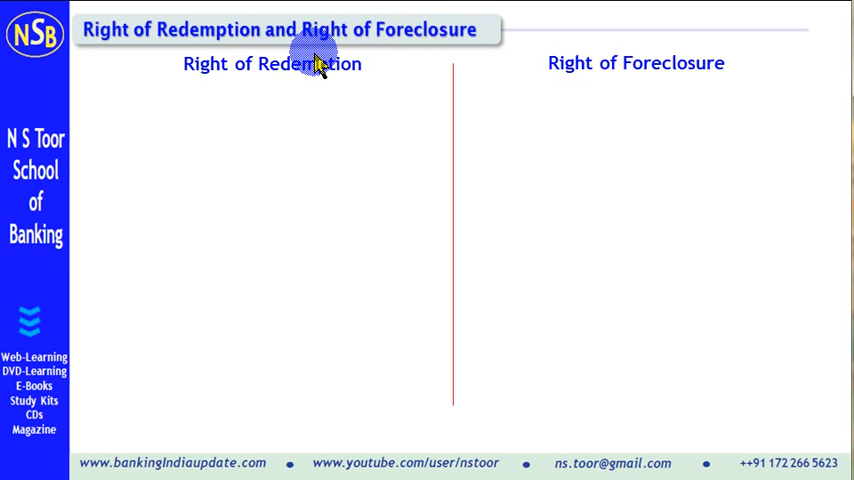 NSB
Right of Redemption and Right of Foreclosure
Right of Redemption
Right of Foreclosure
N S Toor
School
of
Banking
Web-Learning
DVD-Learning
E-Books
Study Kits
CDs
Magazine
www.bankingIndiaupdate.com ● www.youtube.com/user/nstoor ● ns.toor@gmail.com ● ++91 172 266 5623